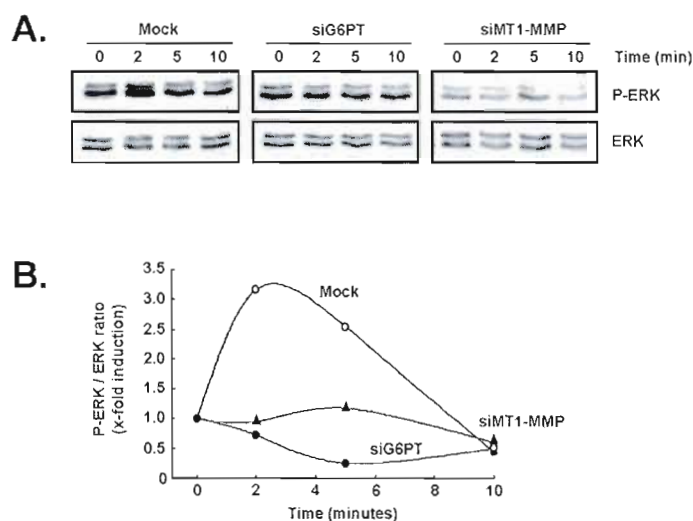 A.
Mock siG6PT siMT1-MMP
0 2 5 10 0 2 5 10 0 2 5 10 Time (min)
P-ERK
ERK
B.
P-ERK / ERK ratio
(x-fold induction)
3.5
3.0
2.5
2.0
1.5
1.0
0.5
0
Mock
siMT1-MMP
siG6PT
0 2 4 6 8 10
Time (minutes)